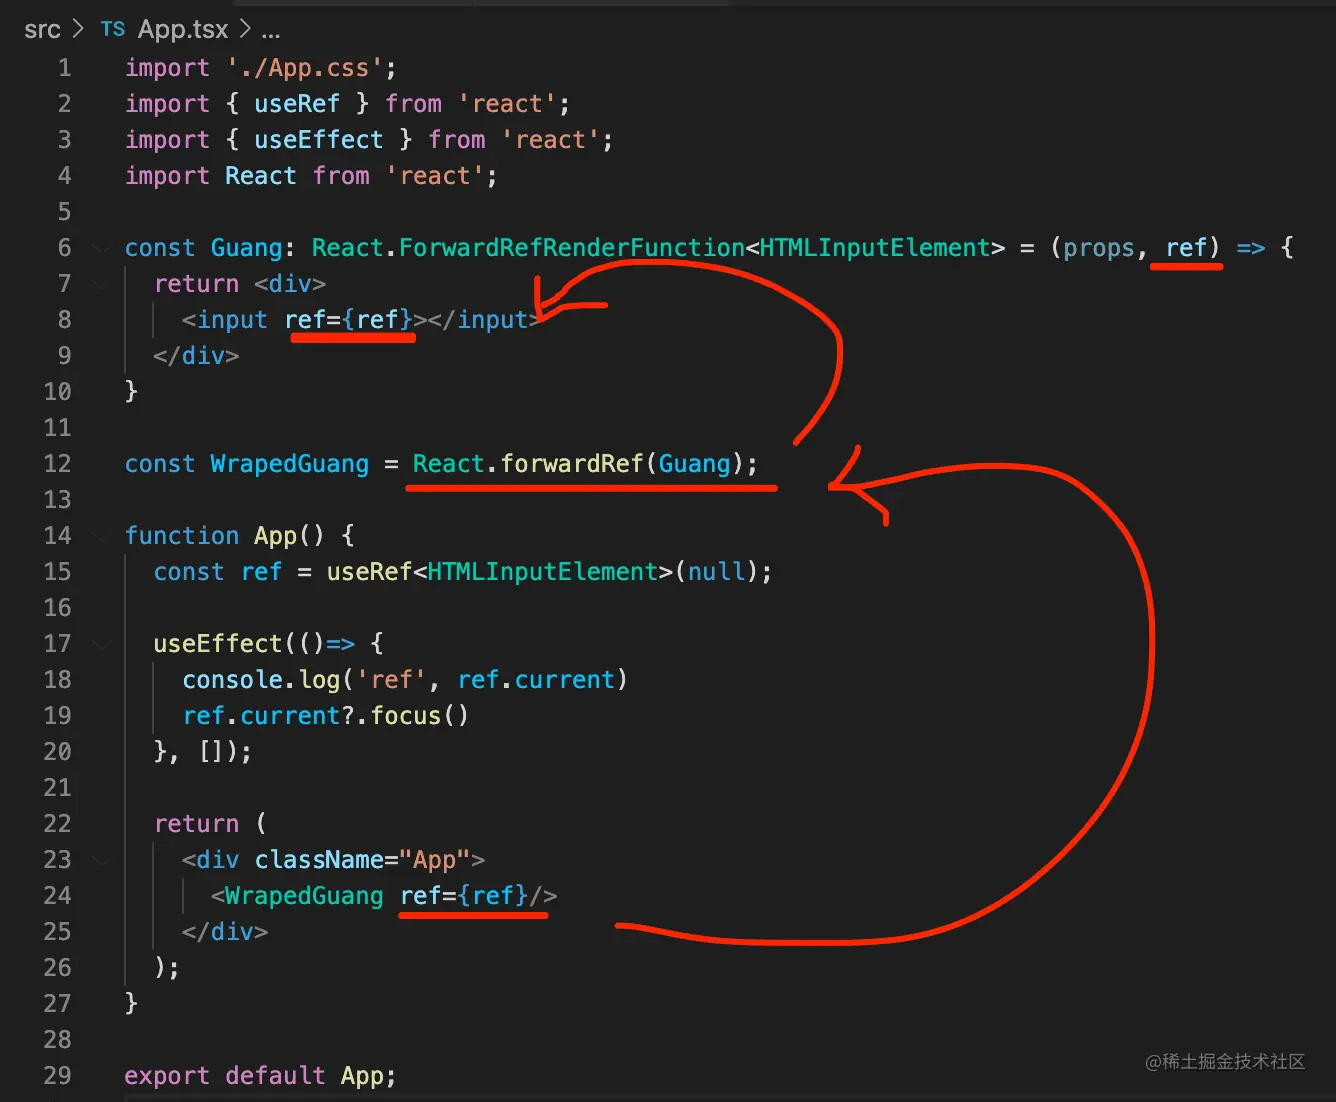 src > TS App.tsx > ...
1 import './App.css';
2 import { useRef } from 'react';
3 import { useEffect } from 'react';
4 import React from 'react';
5
6 const Guang: React.ForwardRefRenderFunction<HTMLInputElement> = (props, ref) => {
7   return <div>
8     <input ref={ref}></input>
9   </div>
10 }
11
12 const WrapedGuang = React.forwardRef(Guang);
13
14 function App() {
15   const ref = useRef<HTMLInputElement>(null);
16
17   useEffect(()=> {
18     console.log('ref', ref.current)
19     ref.current?.focus()
20   }, []);
21
22   return (
23     <div className="App">
24       <WrapedGuang ref={ref}/>
25     </div>
26   );
27 }
28
29 export default App;
@稀土掘金技术社区